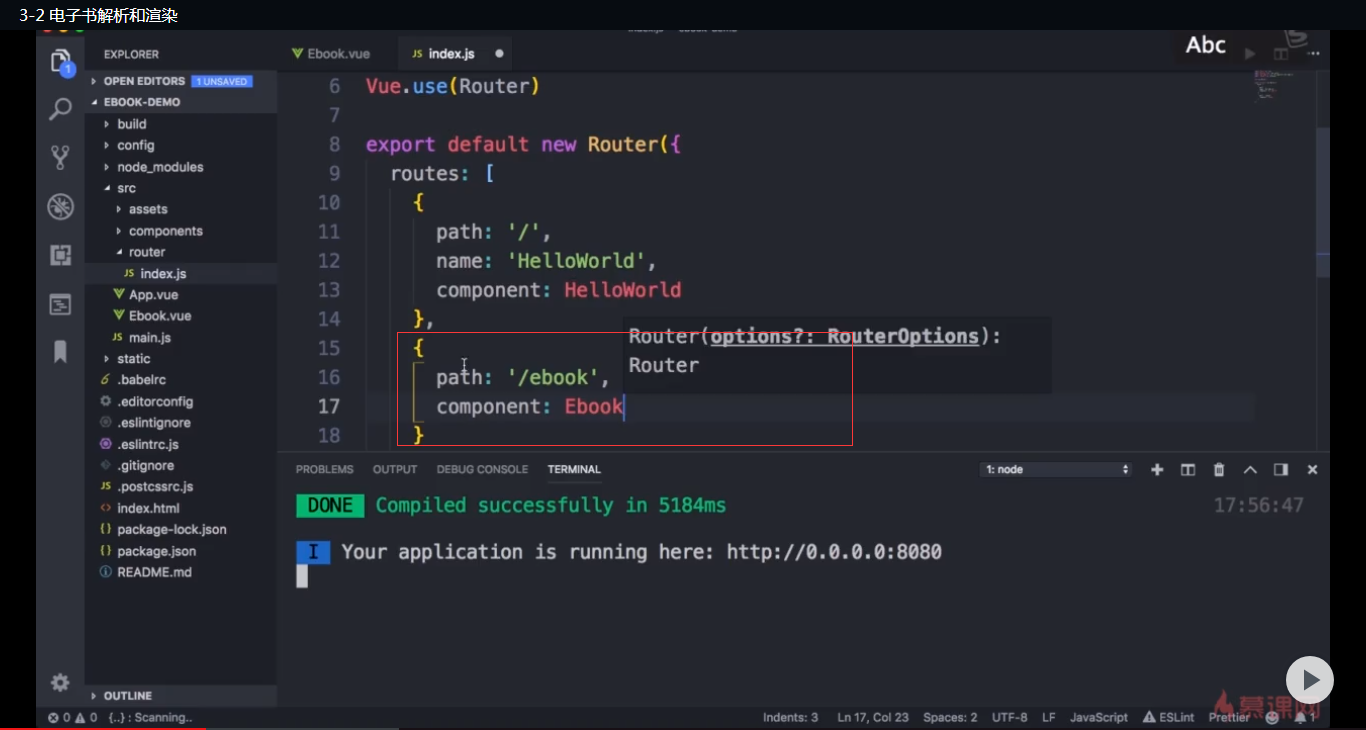 3-2 电子书解析和渲染
Abc
EXPLORER
OPEN EDITORS 1 UNSAVED
EBOOK-DEMO
build
config
node_modules
src
assets
components
router
JS index.js
App.vue
Ebook.vue
JS main.js
static
.babelrc
.editorconfig
.eslintignore
.eslintrc.js
.gitignore
JS .postcssrc.js
<> index.html
{} package-lock.json
{} package.json
README.md
OUTLINE
1
Ebook.vue JS index.js
6 Vue.use(Router)
7
8 export default new Router({
9 routes: [
10 {
11 path: '/',
12 name: 'HelloWorld',
13 component: HelloWorld
14 },
15 {
16 path: '/ebook',
17 component: Ebook
18 }
Router(options?: RouterOptions):
Router
PROBLEMS OUTPUT DEBUG CONSOLE TERMINAL 1: node
DONE Compiled successfully in 5184ms 17:56:47
I Your application is running here: http://0.0.0.0:8080
0 0 {..} : Scanning.. Indents: 3 Ln 17, Col 23 Spaces: 2 UTF-8 LF JavaScript ESLint Prettier 1
慕课网